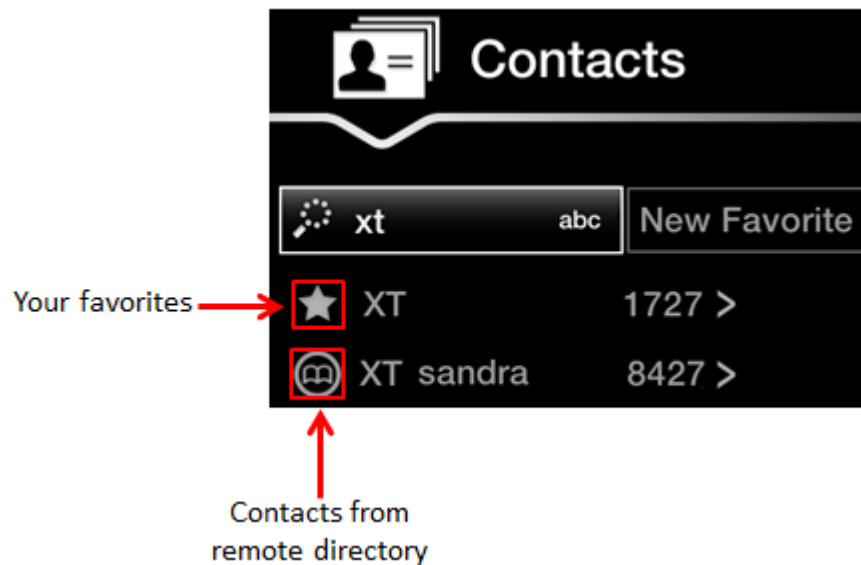 Contacts
xt abc New Favorite
Your favorites XT 1727 >
XT sandra 8427 >
Contacts from
remote directory